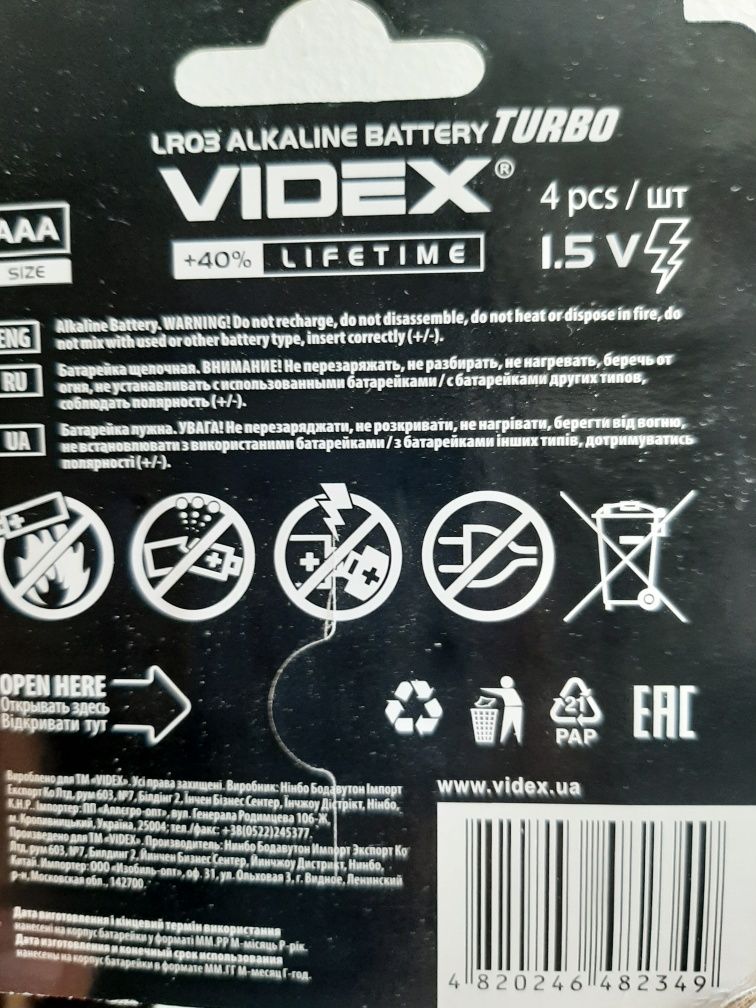 LR03 ALKALINE BATTERY TURBO
VIDEX®
AAA
SIZE
4 pcs / шт
1.5 V
+40% LIFETIME
ENG
Alkaline Battery. WARNING! Do not recharge, do not disassemble, do not heat or dispose in fire, do
not mix with used or other battery type, insert correctly (+/-).
RU
Батарейка щелочная. ВНИМАНИЕ! Не перезаряжать, не разбирать, не нагревать, беречь от
огня, не устанавливать с использованными батарейками / с батарейками других типов,
соблюдать полярность (+/-).
UA
Батарейка лужна. УВАГА! Не перезаряджати, не розкривати, не нагрівати, берегти від вогню,
не встановлювати з використаними батарейками / з батарейками інших типів, дотримуватись
полярності (+/-).
OPEN HERE
Открывать здесь
Відкривати тут
21
PAP
EAC
Вироблено для ТМ «VIDEX». Усі права захищені. Виробник: Нінбо Бодавутон Імпорт
Експорт Ко Лтд, рум 603, №7, Білдінг 2, Їнчен Бізнес Сентер, Їнчжоу Дістрікт, Нінбо,
К.Н.Р. Імпортер: ПП «Аллегро-опт», вул. Генерала Родимцева 106-Ж,
м. Кропивницький, Україна, 25004; тел./факс: +38(0522)245377.
Произведено для ТМ «VIDEX». Производитель: Нинбо Бодавутон Импорт Экспорт Ко
Лтд, рум 603, №7, Билдинг 2, Йинчен Бизнес Сентер, Йинчжоу Дистрикт, Нинбо,
Китай. Импортер: ООО «Изобиль-опт», оф. 31, ул. Ольховая 3, г. Видное, Ленинский
р-н, Московская обл., 142700.
www.videx.ua
Дата виготовлення і кінцевий термін використання
нанесені на корпус батарейки у форматі ММ.РР М-місяць Р-рік.
Дата изготовления и конечный срок использования
нанесены на корпус батарейки в формате ММ.ГГ М-месяц Г-год.
4 820246 482349